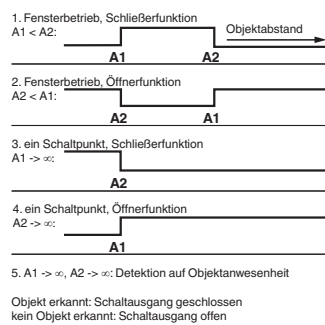 1. Fensterbetrieb, Schließerfunktion
A1 < A2:
Objektabstand
A1
A2
2. Fensterbetrieb, Öffnerfunktion
A2 < A1:
A2
A1
3. ein Schaltpunkt, Schließerfunktion
A1 -> ∞:
A2
4. ein Schaltpunkt, Öffnerfunktion
A2 -> ∞:
A1
5. A1 -> ∞, A2 -> ∞: Detektion auf Objektanwesenheit
Objekt erkannt: Schaltausgang geschlossen
kein Objekt erkannt: Schaltausgang offen